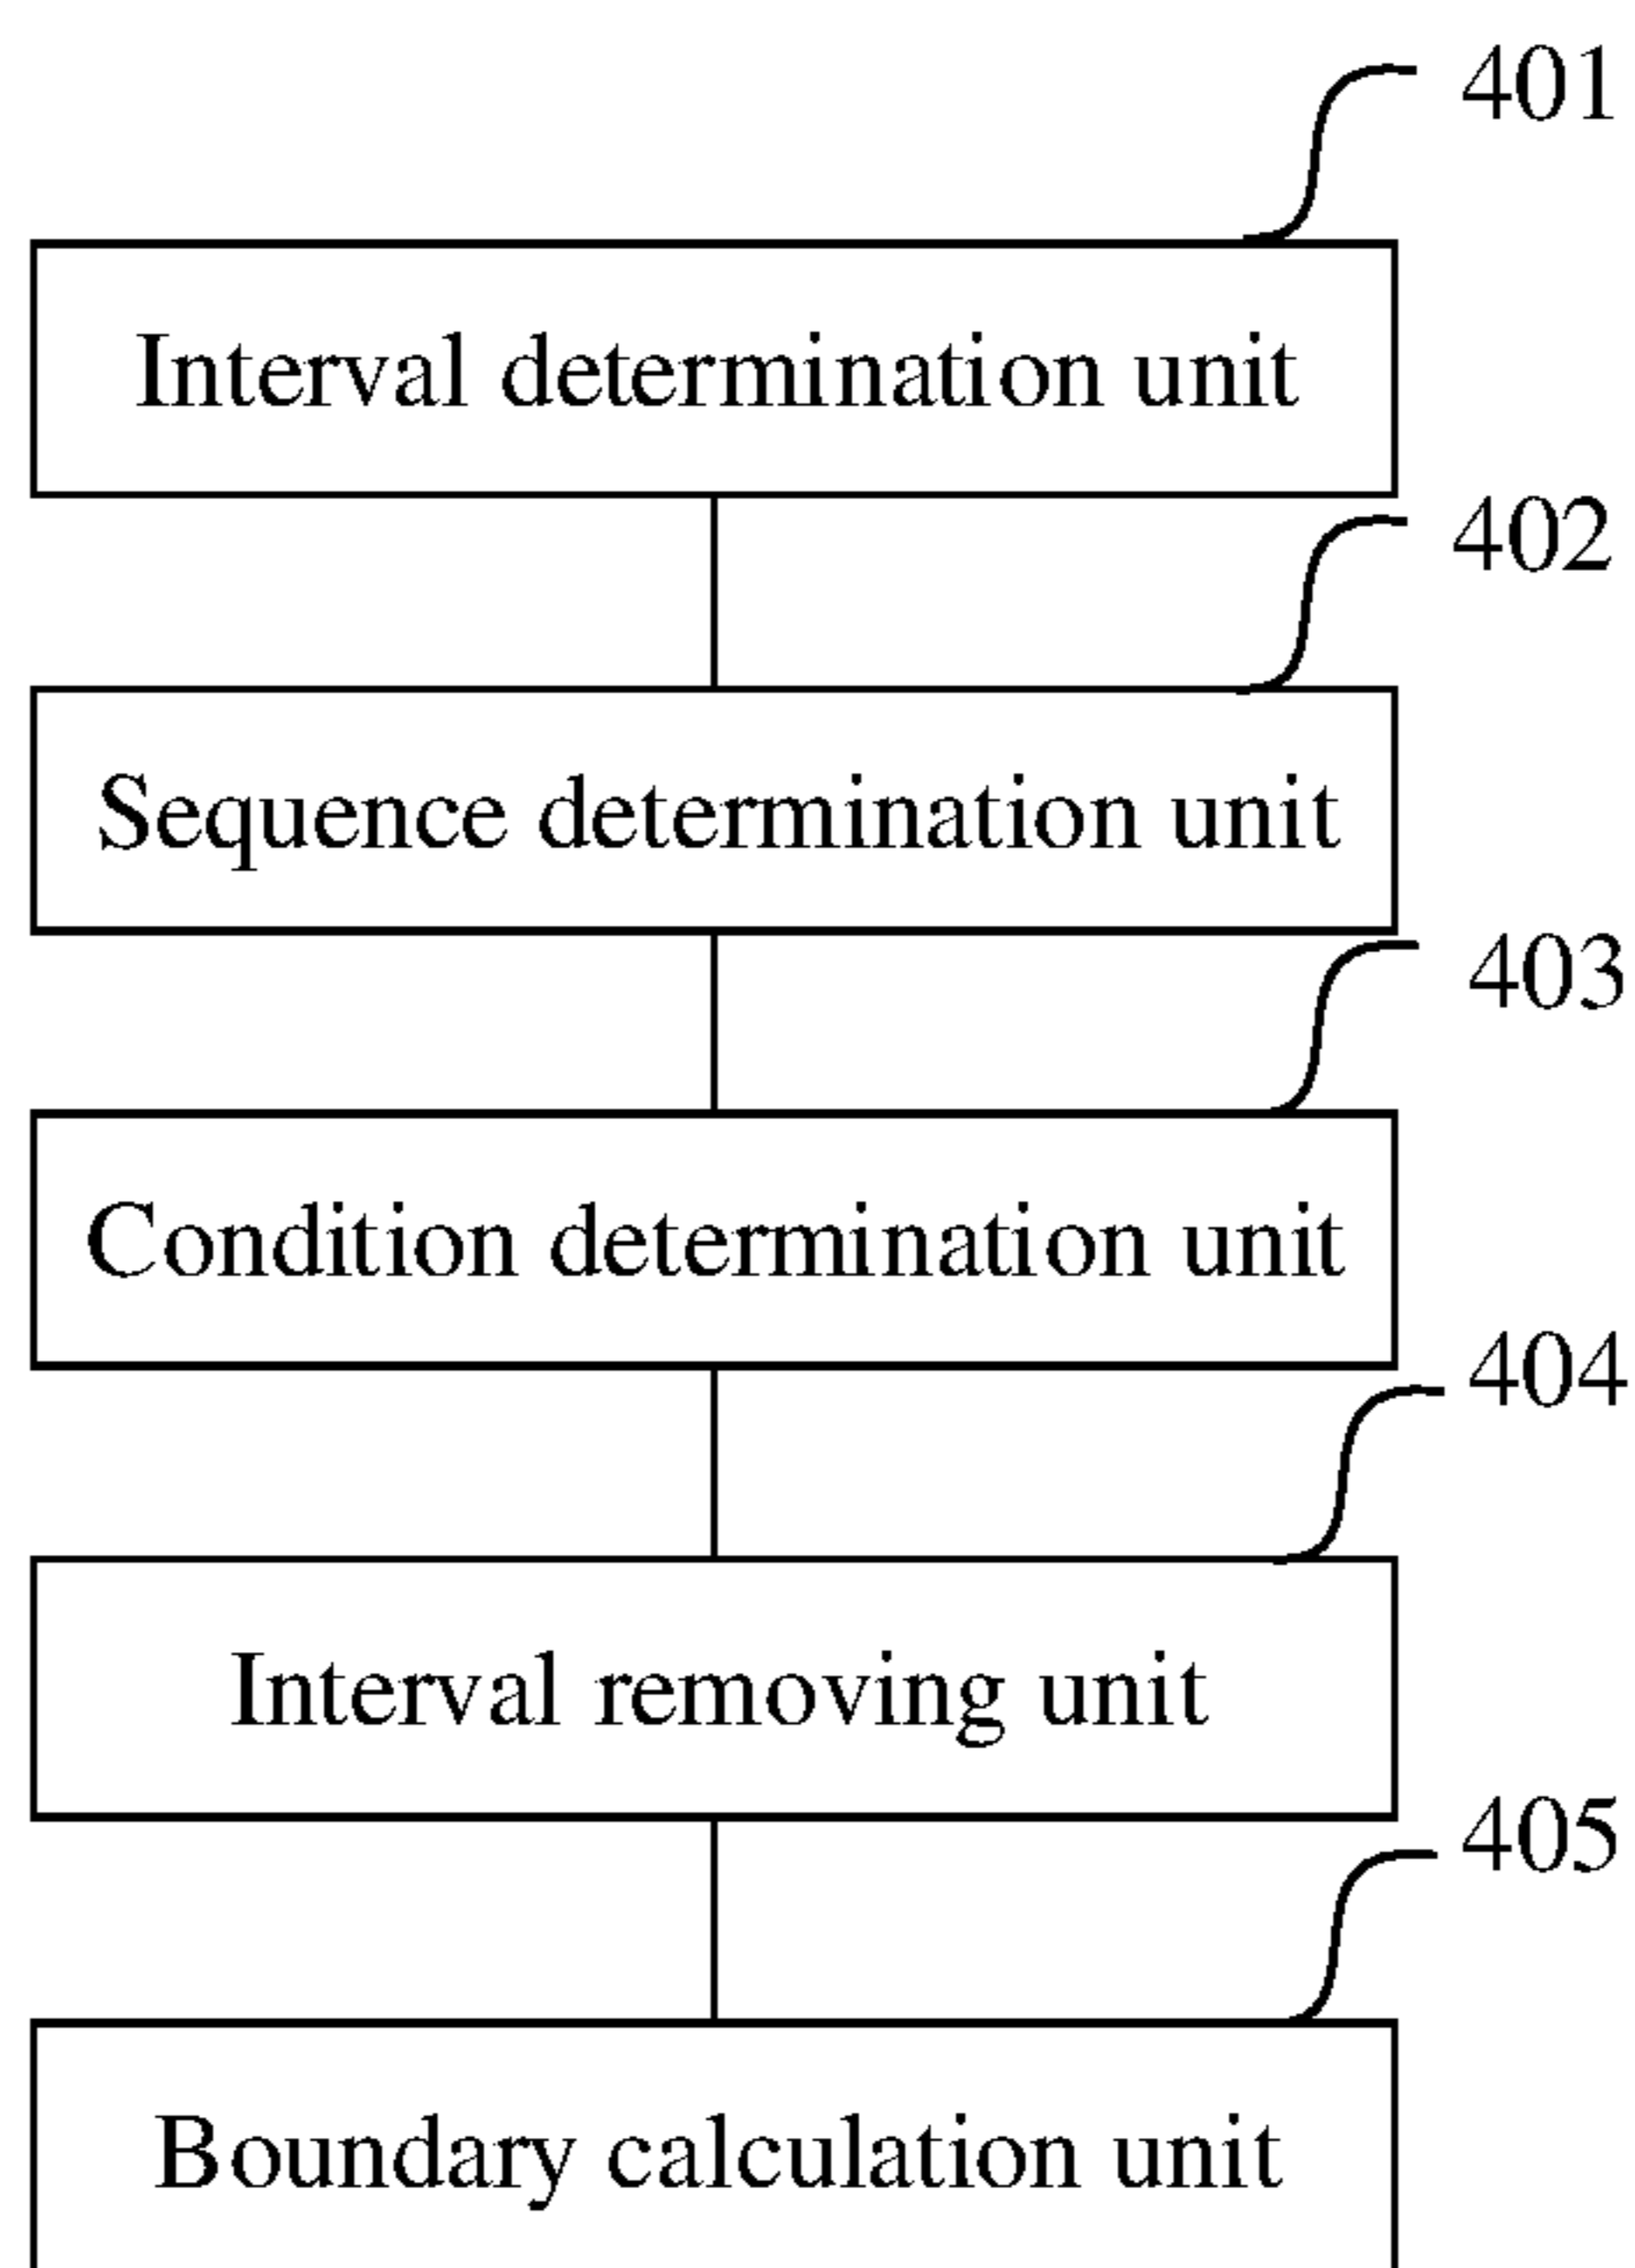 401
Interval determination unit
402
Sequence determination unit
403
Condition determination unit
404
Interval removing unit
405
Boundary calculation unit